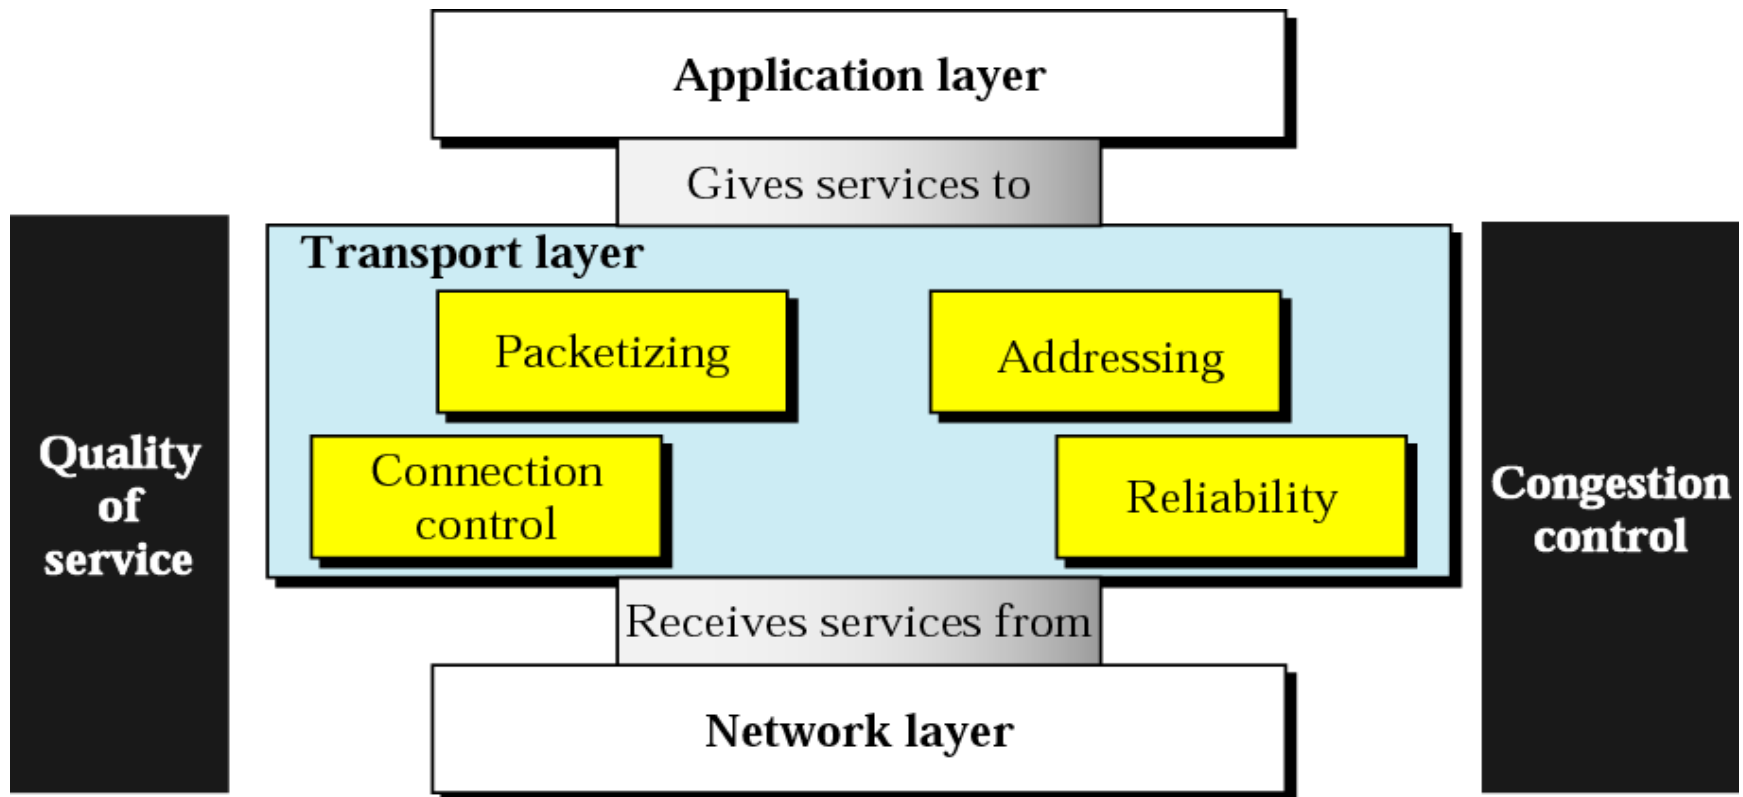 Application layer
Gives services to
Transport layer
Packetizing
Addressing
Connection
control
Reliability
Quality
of
service
Congestion
control
Receives services from
Network layer